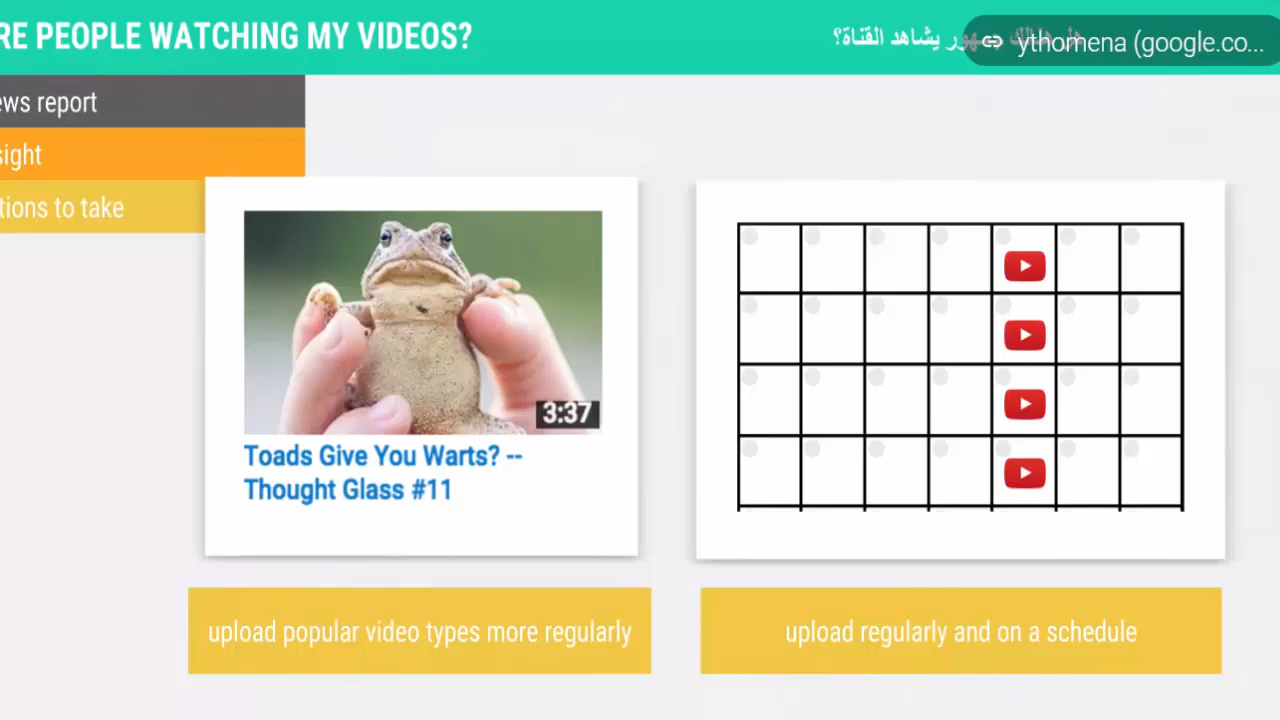 RE PEOPLE WATCHING MY VIDEOS?
يشاهد القناة؟
ythomena (google.co...
ews report
sight
tions to take
3:37
Toads Give You Warts? --
Thought Glass #11
upload popular video types more regularly
upload regularly and on a schedule